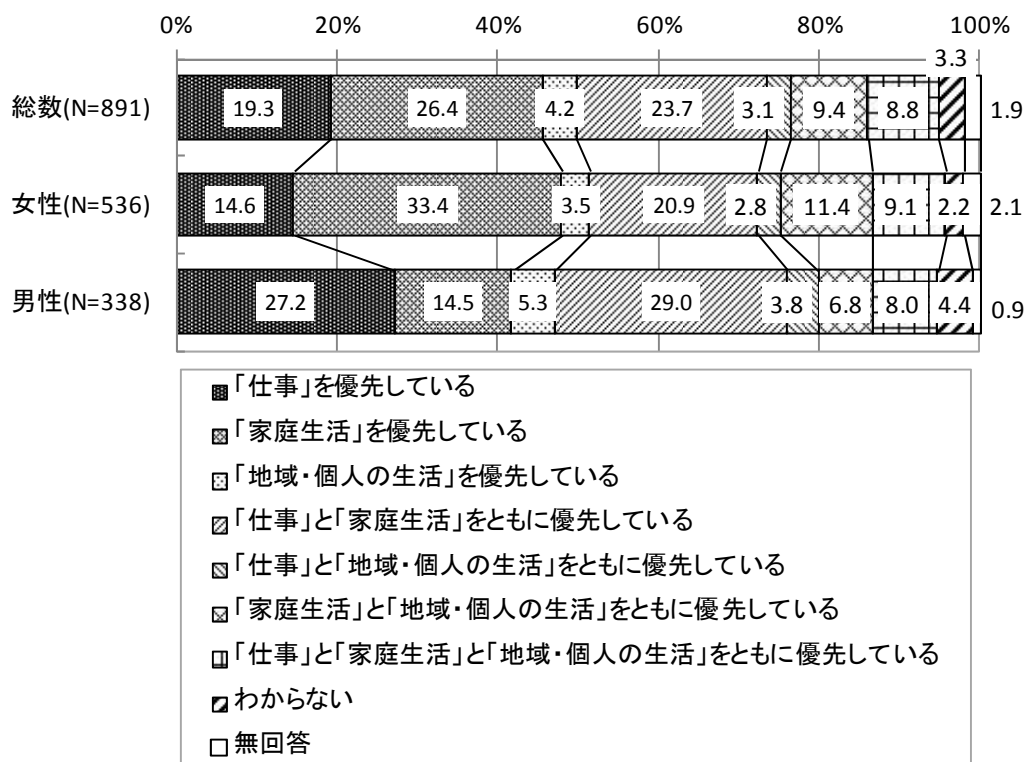 0% 20% 40% 60% 80% 100%
3.3
総数(N=891) 19.3 26.4 4.2 23.7 3.1 9.4 8.8 1.9
女性(N=536) 14.6 33.4 3.5 20.9 2.8 11.4 9.1 2.2 2.1
男性(N=338) 27.2 14.5 5.3 29.0 3.8 6.8 8.0 4.4 0.9
「仕事」を優先している
「家庭生活」を優先している
「地域・個人の生活」を優先している
「仕事」と「家庭生活」をともに優先している
「仕事」と「地域・個人の生活」をともに優先している
「家庭生活」と「地域・個人の生活」をともに優先している
「仕事」と「家庭生活」と「地域・個人の生活」をともに優先している
わからない
無回答